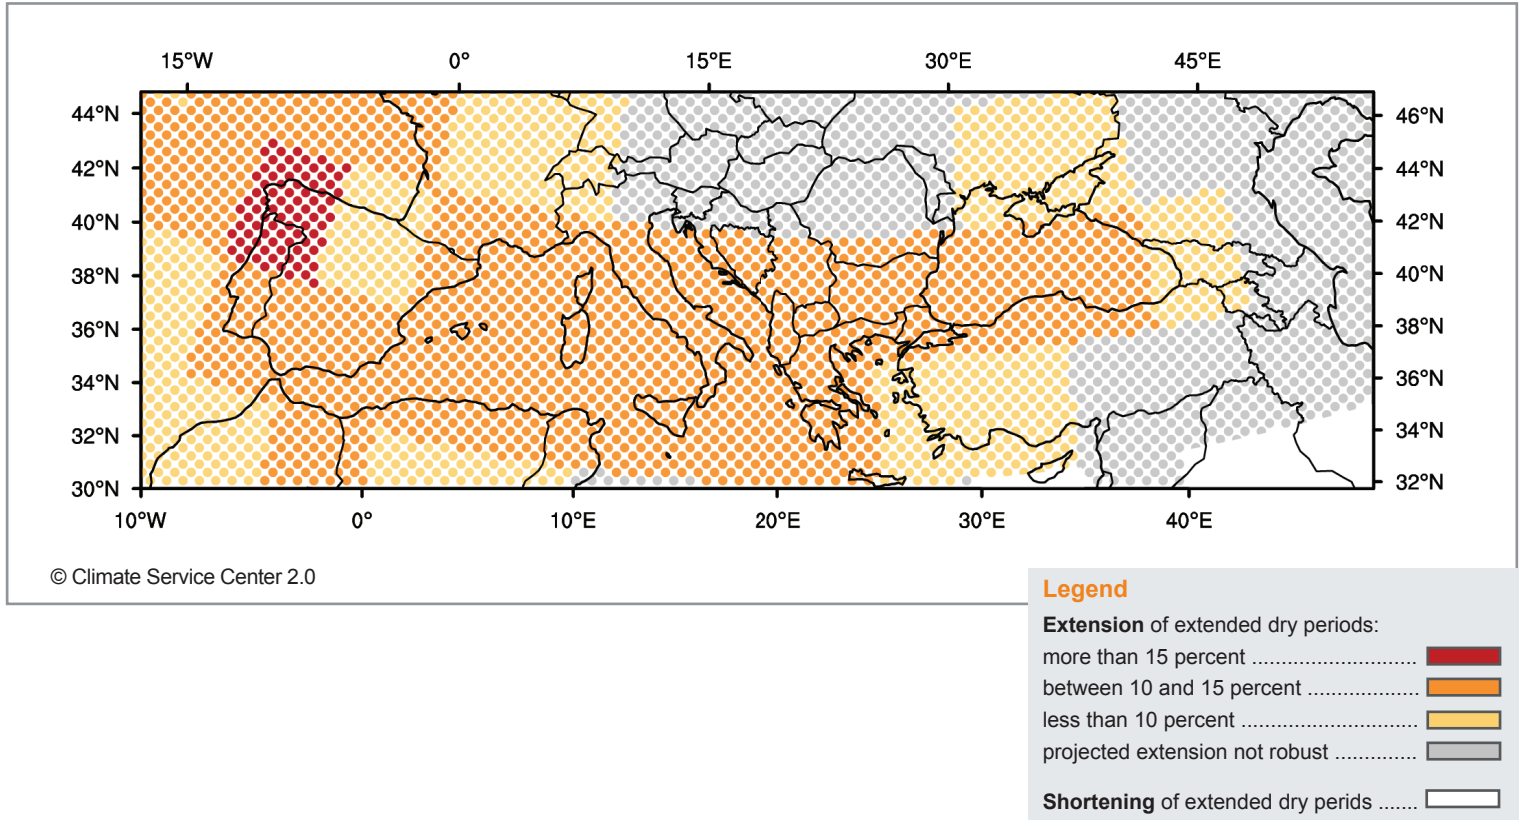 15°W 0° 15°E 30°E 45°E
44°N 46°N
42°N 44°N
40°N 42°N
38°N 40°N
36°N 38°N
34°N 36°N
32°N 34°N
30°N 32°N
10°W 0° 10°E 20°E 30°E 40°E
© Climate Service Center 2.0
Legend
Extension of extended dry periods:
more than 15 percent ............................
between 10 and 15 percent ...................
less than 10 percent ..............................
projected extension not robust ..............
Shortening of extended dry perids .......